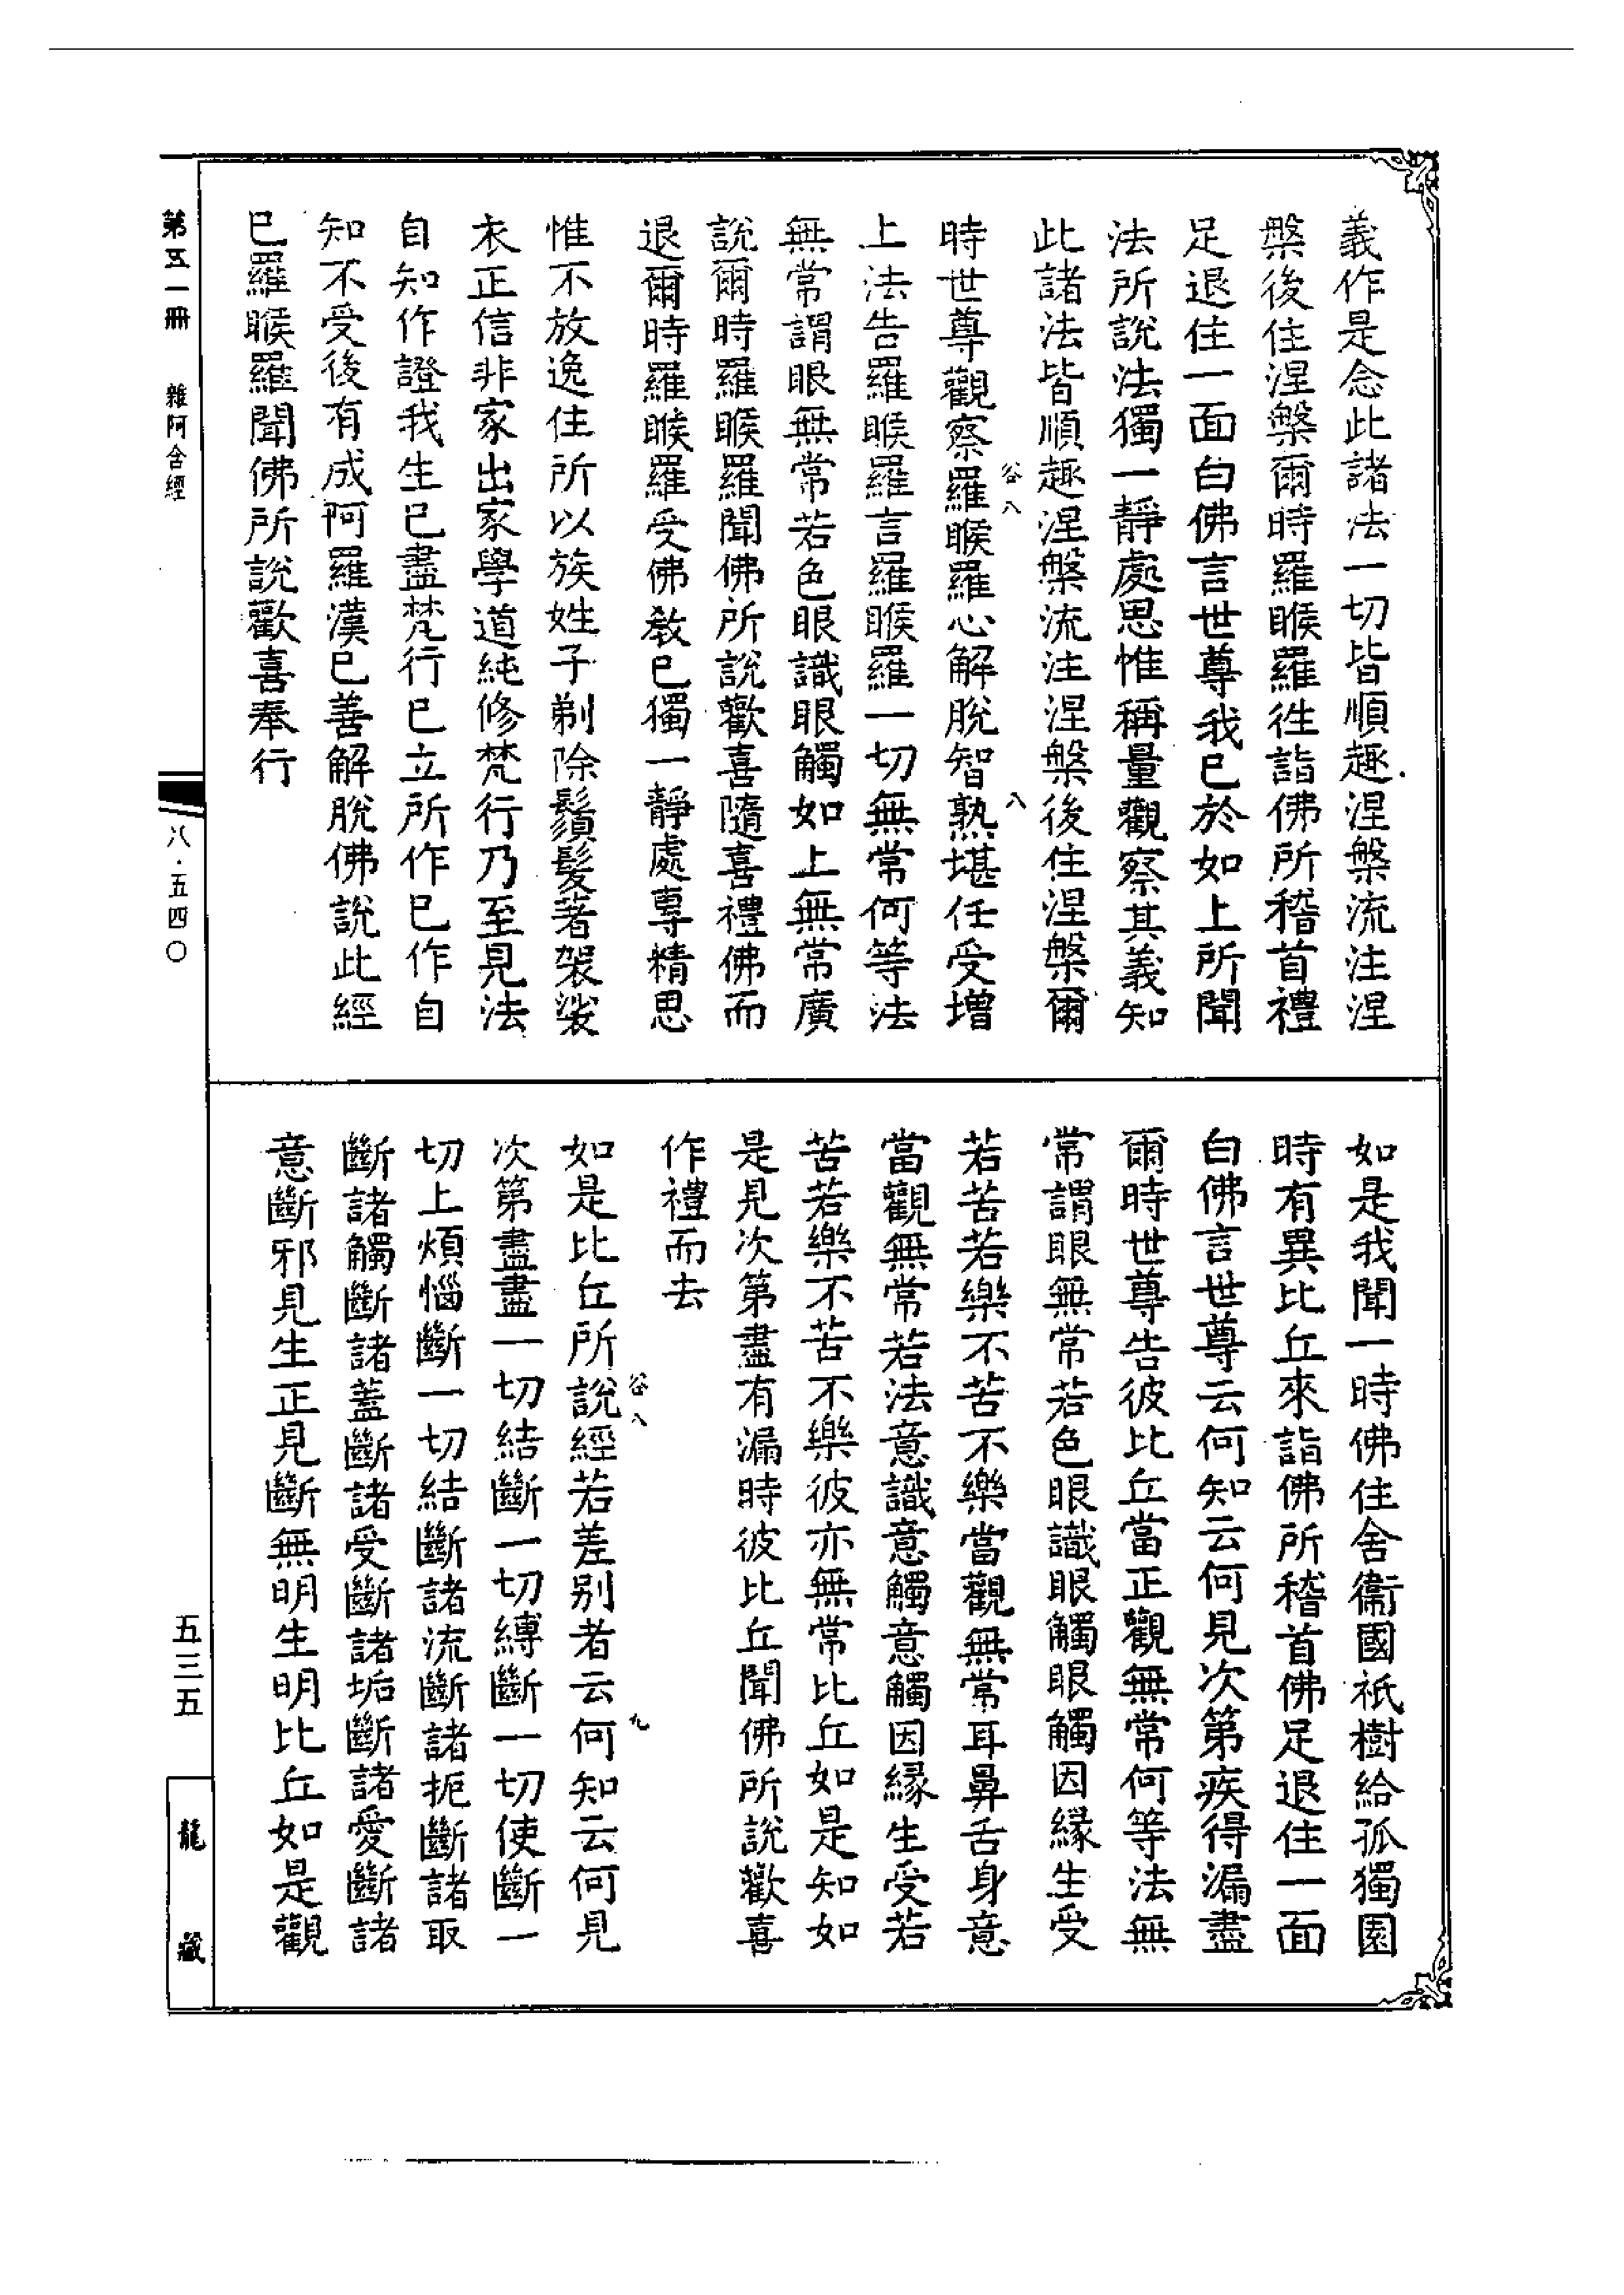 義作是念此諸法一切皆順趣涅槃流注涅
槃後住涅槃爾時羅睺羅往詣佛所稽首禮
足退住一面白佛言世尊我已於如上所聞
法所說法獨一靜處思惟稱量觀察其義知
此諸法皆順趣涅槃流注涅槃後住涅槃爾
谷八
八
時世尊觀察羅睺羅心解脫智熟堪任受增
上法告羅睺羅言羅睺羅一切無常何等法
無常謂眼無常若色眼識眼觸如上無常廣
說爾時羅睺羅聞佛所說歡喜隨喜禮佛而
退爾時羅睺羅受佛教已獨一靜處專精思
惟不放逸住所以族姓子剃除鬚髮著袈裟
衣正信非家出家學道純修梵行乃至見法
自知作證我生已盡梵行已立所作已作自
知不受後有成阿羅漢已善解脫佛說此經
已羅睺羅聞佛所說歡喜奉行
如是我聞一時佛住舍衞國祇樹給孤獨園
時有異比丘來詣佛所稽首佛足退住一面
白佛言世尊云何知云何見次第疾得漏盡
爾時世尊告彼比丘當正觀無常何等法無
常謂眼無常若色眼識眼觸眼觸因緣生受
若苦若樂不苦不樂當觀無常耳鼻舌身意
當觀無常若法意識意觸意觸因緣生受若
苦若樂不苦不樂彼亦無常比丘如是知如
是見次第盡有漏時彼比丘聞佛所說歡喜
作禮而去
谷八
九
如是比丘所說經若差別者云何知云何見
次第盡盡一切結斷一切縛斷一切使斷一
切上煩惱斷一切結斷諸流斷諸扼斷諸取
斷諸觸斷諸蓋斷諸受斷諸垢斷諸愛斷諸
意斷邪見生正見斷無明生明比丘如是觀
第五一冊　雜阿含經
八·五四〇
五三五
龍藏